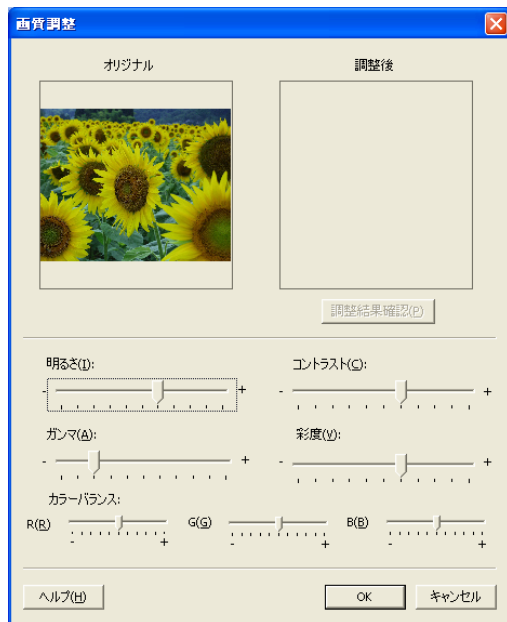 画質調整
オリジナル 調整後
調整結果確認(P)
明るさ(I): コントラスト(C):
- + - +
ガンマ(A): 彩度(V):
- + - +
カラーバランス:
R(R) G(G) B(B)
- + - + - +
ヘルプ(H) OK キャンセル